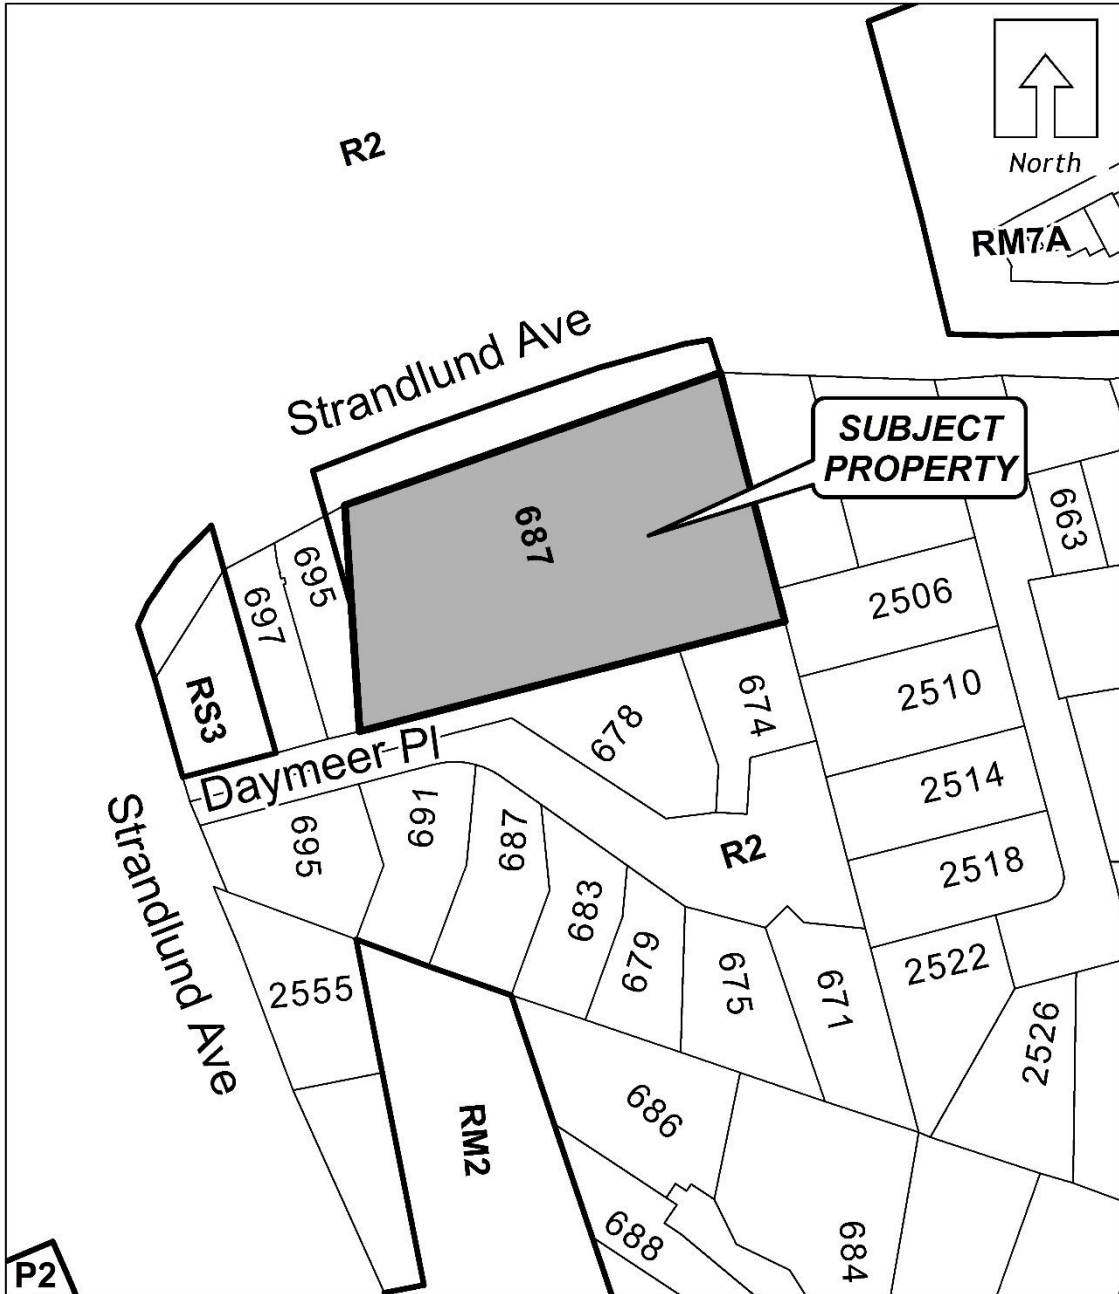 R2
North
RM7A
Strandlund Ave
SUBJECT
PROPERTY
687
663
695
697
2506
RS3
2510
674
678
Daymeer Pl
2514
691
695
687
R2
2518
Strandlund Ave
683
679
675
671
2522
2555
2526
686
RM2
688
684
P2